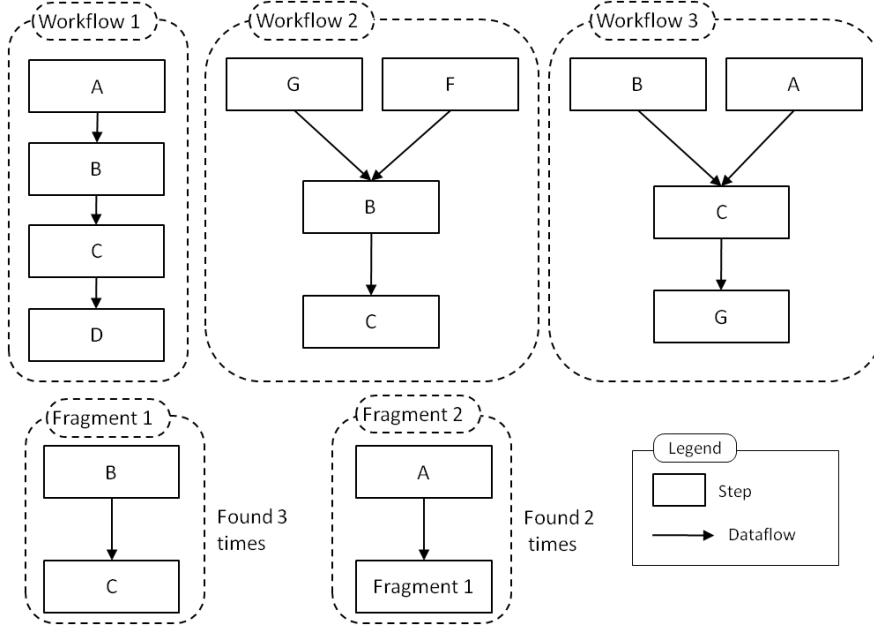 Workflow 1
A
B
C
D
Workflow 2
G
F
B
C
Workflow 3
B
A
C
G
Fragment 1
B
C
Found 3
times
Fragment 2
A
Fragment 1
Found 2
times
Legend
Step
Dataflow